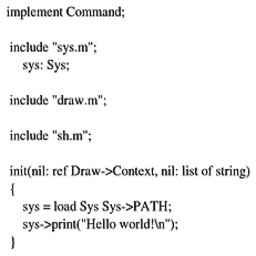 implement Command;
include "sys.m";
sys: Sys;
include "draw.m";
include "sh.m";
init(nil: ref Draw->Context, nil: list of string)
{
sys = load Sys Sys->PATH;
sys->print("Hello world!\n");
}